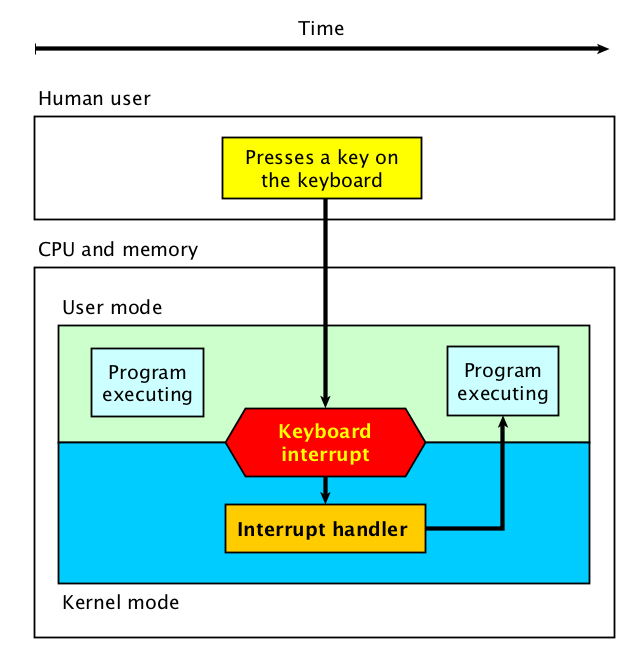 Time
Human user
Presses a key on
the keyboard
CPU and memory
User mode
Program
executing
Program
executing
Keyboard
interrupt
Interrupt handler
Kernel mode